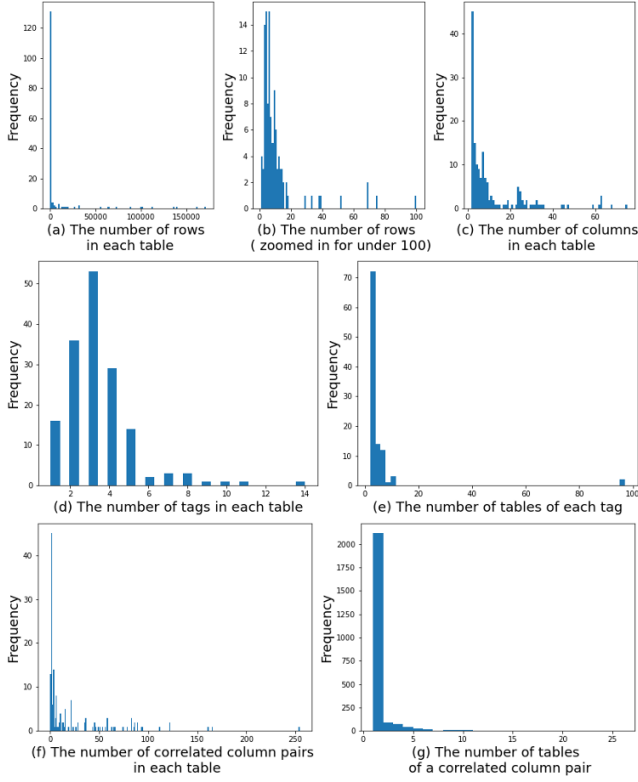 Frequency
120
100
80
60
40
20
0
0 50000 100000 150000
(a) The number of rows
in each table
Frequency
14
12
10
8
6
4
2
0
0 20 40 60 80 100
(b) The number of rows
( zoomed in for under 100)
Frequency
40
30
20
10
0
0 20 40 60
(c) The number of columns
in each table
Frequency
50
40
30
20
10
0
2 4 6 8 10 12 14
(d) The number of tags in each table
Frequency
70
60
50
40
30
20
10
0
0 20 40 60 80 100
(e) The number of tables of each tag
Frequency
40
30
20
10
0
0 50 100 150 200 250
(f) The number of correlated column pairs
in each table
Frequency
2000
1750
1500
1250
1000
750
500
250
0
0 5 10 15 20 25
(g) The number of tables
of a correlated column pair